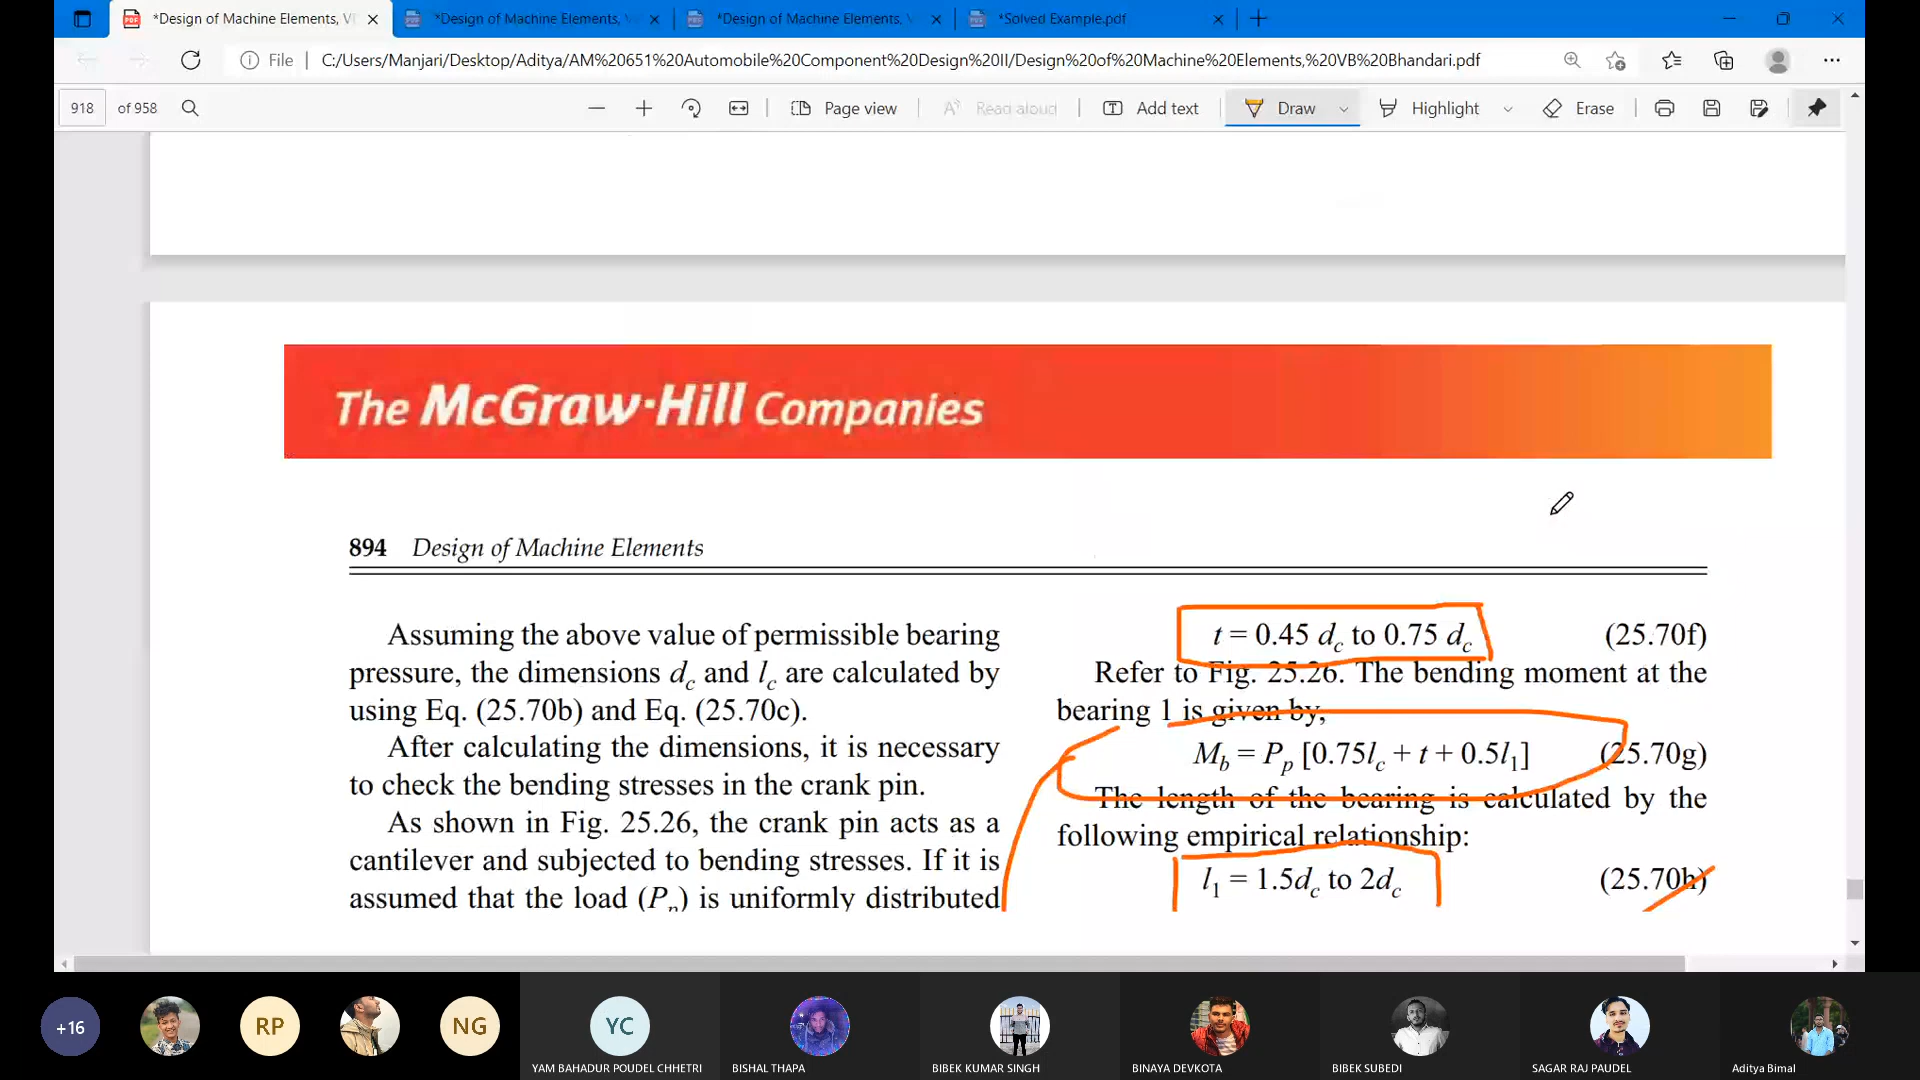 *Design of Machine Elements, V
*Design of Machine Elements, V
*Design of Machine Elements, V
*Solved Example.pdf
File
C:/Users/Manjari/Desktop/Aditya/AM%20651%20Automobile%20Component%20Design%20II/Design%20of%20Machine%20Elements,%20VB%20Bhandari.pdf
918 of 958
Page view
Read aloud
Add text
Draw
Highlight
Erase
The McGraw·Hill Companies
894 Design of Machine Elements
Assuming the above value of permissible bearing
pressure, the dimensions d_c and l_c are calculated by
using Eq. (25.70b) and Eq. (25.70c).
After calculating the dimensions, it is necessary
to check the bending stresses in the crank pin.
As shown in Fig. 25.26, the crank pin acts as a
cantilever and subjected to bending stresses. If it is
assumed that the load (P_p) is uniformly distributed
t = 0.45 d_c to 0.75 d_c (25.70f)
Refer to Fig. 25.26. The bending moment at the
bearing 1 is given by,
M_b = P_p [0.75l_c + t + 0.5l_1] (25.70g)
The length of the bearing is calculated by the
following empirical relationship:
l_1 = 1.5d_c to 2d_c (25.70h)
+16
RP
NG
YC
YAM BAHADUR POUDEL CHHETRI
BISHAL THAPA
BIBEK KUMAR SINGH
BINAYA DEVKOTA
BIBEK SUBEDI
SAGAR RAJ PAUDEL
Aditya Bimal